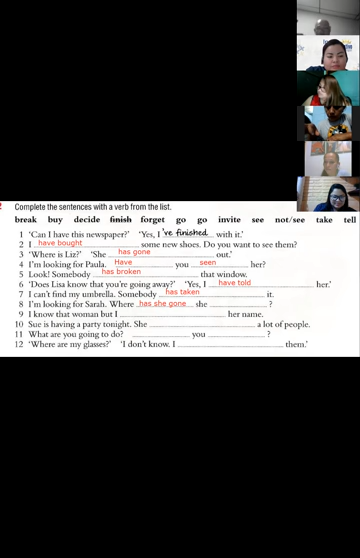 2
Complete the sentences with a verb from the list.
break buy decide finish forget go go invite see not/see take tell
1 'Can I have this newspaper?' 'Yes, I 've finished with it.'
2 I have bought some new shoes. Do you want to see them?
3 'Where is Liz?' 'She has gone out.'
4 I'm looking for Paula. Have you seen her?
5 Look! Somebody has broken that window.
6 'Does Lisa know that you're going away?' 'Yes, I have told her.'
7 I can't find my umbrella. Somebody has taken it.
8 I'm looking for Sarah. Where has she gone she ?
9 I know that woman but I her name.
10 Sue is having a party tonight. She a lot of people.
11 What are you going to do? you ?
12 'Where are my glasses?' 'I don't know. I them.'